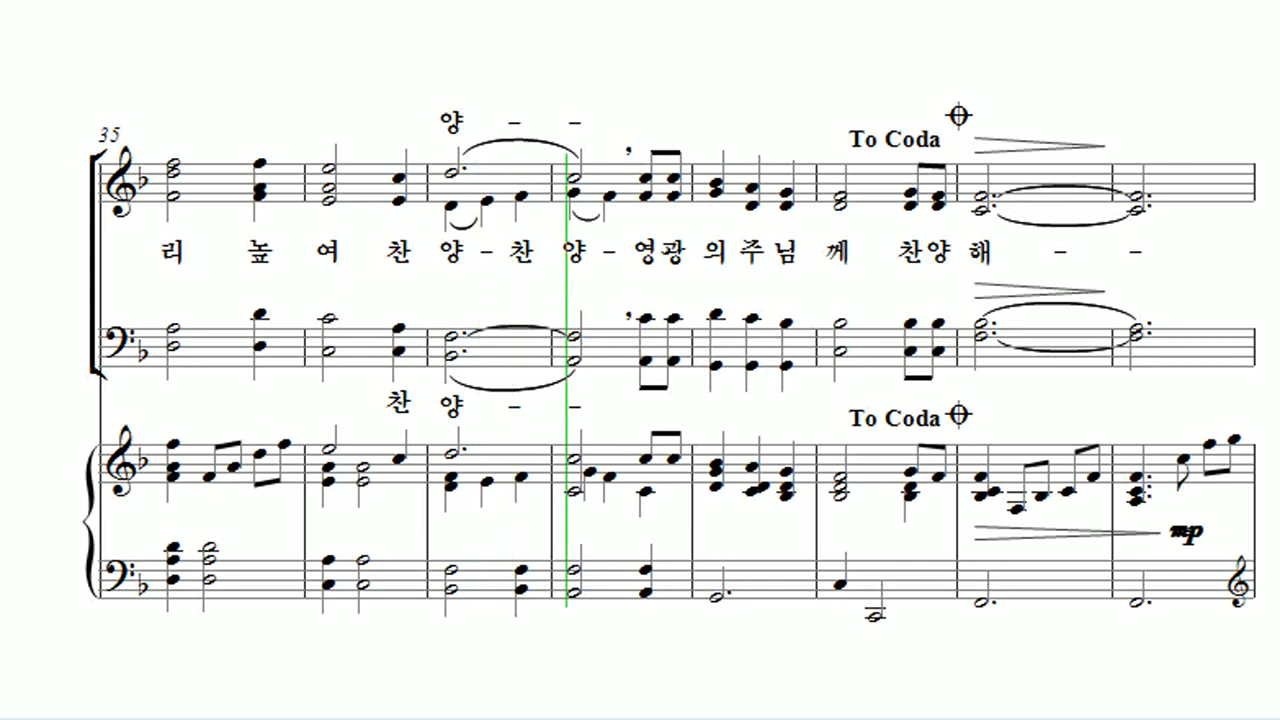 양 - -
35
To Coda
리 높 여 찬 양 - 찬 양 - 영광 의 주 님 께 찬양 해 - -
찬 양 - -
To Coda
mp